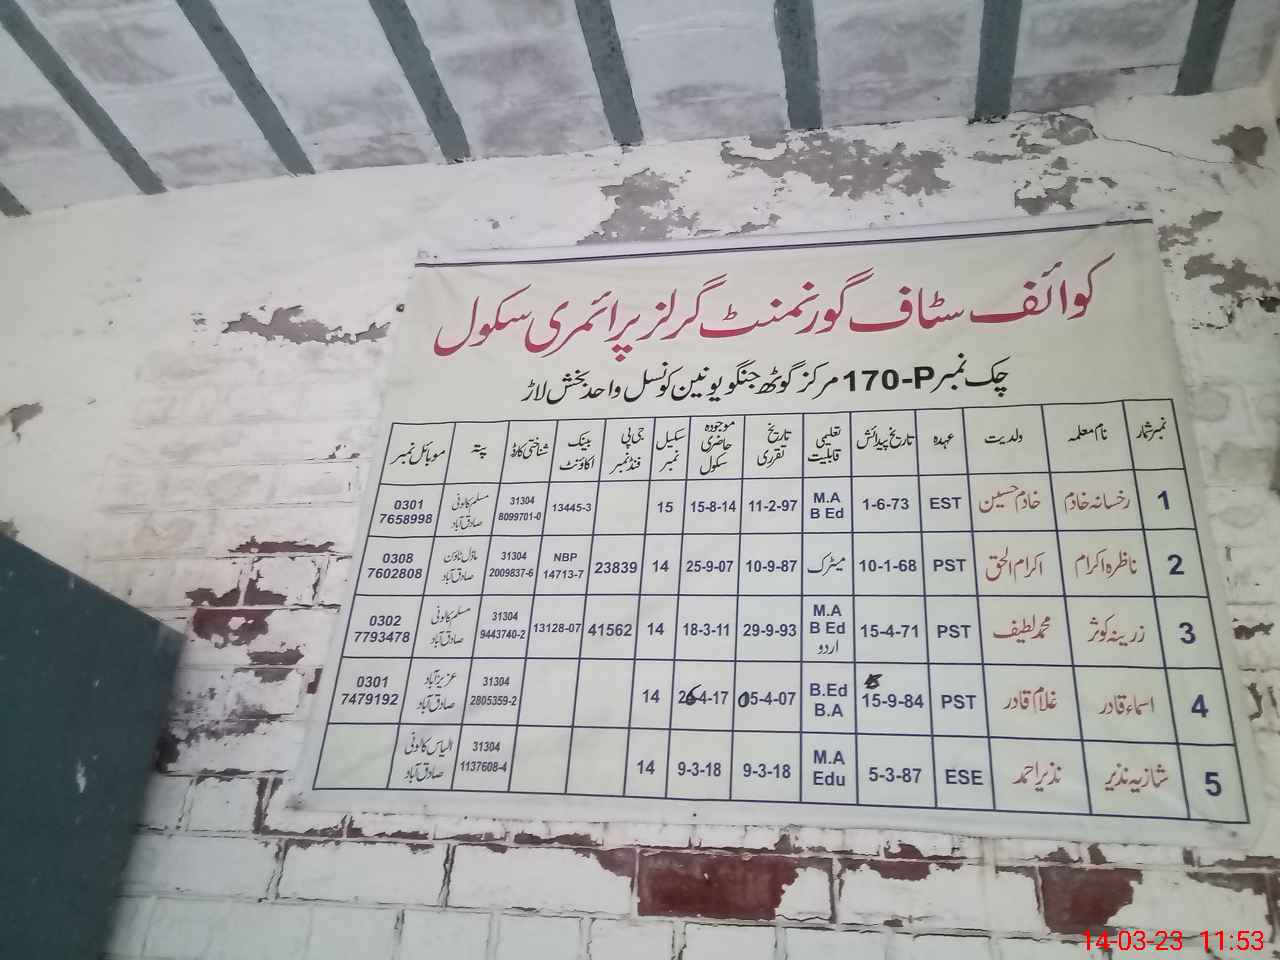 کوائف سٹاف گورنمنٹ گرلز پرائمری سکول
چک نمبر 170-P مرکز گوٹھ جنگو یونین کونسل واحد بخش لاڑ
نمبر شمار نام معلمہ ولدیت عہدہ تاریخ پیدائش تعلیمی قابلیت تاریخ تقرری موجودہ حاضری سکول سکیل نمبر جی پی فنڈ نمبر بینک اکاؤنٹ شناختی کارڈ پتہ موبائل نمبر
1 رخسانہ خادم خادم حسین EST 1-6-73 M.A B Ed 11-2-97 15-8-14 15 13445-3 31304 8099701-0 مسلم کالونی صادق آباد 0301 7658998
2 ناظرہ اکرام اکرام الحق PST 10-1-68 میٹرک 10-9-87 25-9-07 14 23839 NBP 14713-7 31304 2009837-6 ماڈل ٹاؤن صادق آباد 0308 7602808
3 زرینہ کوثر محمد لطیف PST 15-4-71 M.A B Ed اردو 29-9-93 18-3-11 14 41562 13128-07 31304 9443740-2 مسلم کالونی صادق آباد 0302 7793478
4 اسماء قادر غلام قادر PST 15-9-84 B.Ed B.A 05-4-07 26-4-17 14 31304 2805359-2 عزیز آباد صادق آباد 0301 7479192
5 شازیہ نذیر نذیر احمد ESE 5-3-87 M.A Edu 9-3-18 9-3-18 14 31304 1137608-4 الیاس کالونی صادق آباد
14-03-23 11:53